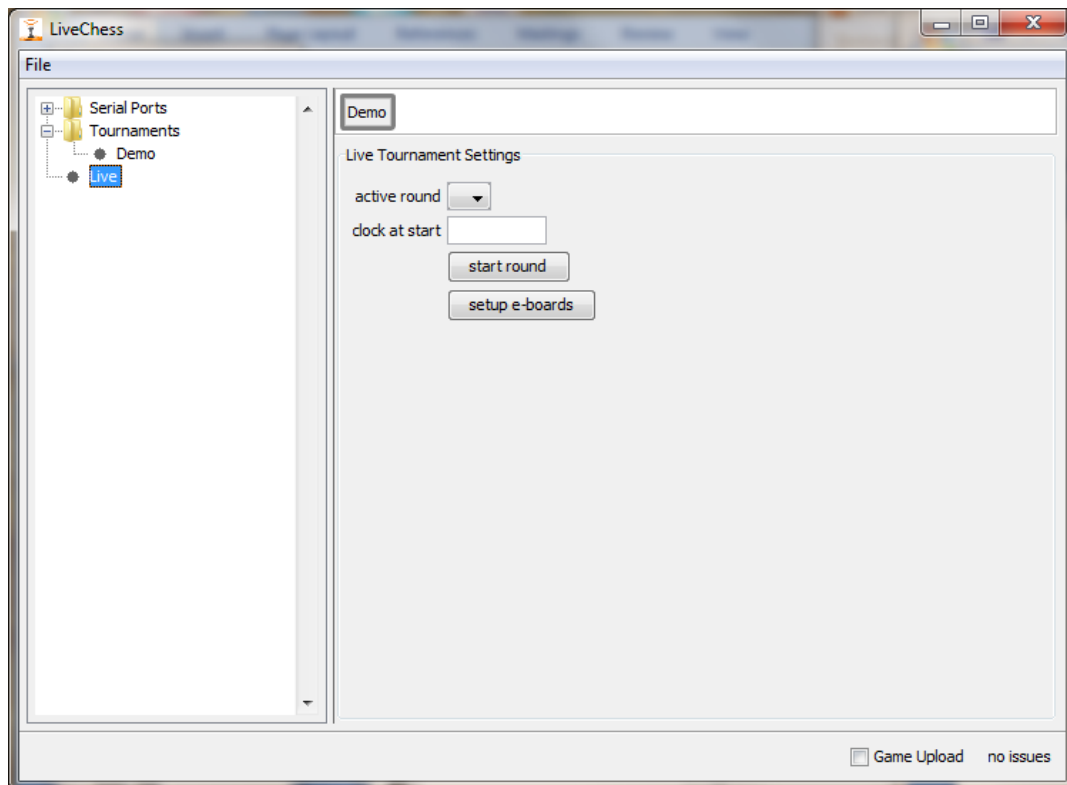 LiveChess
File
Serial Ports
Tournaments
Demo
Live
Demo
Live Tournament Settings
active round
clock at start
start round
setup e-boards
Game Upload no issues